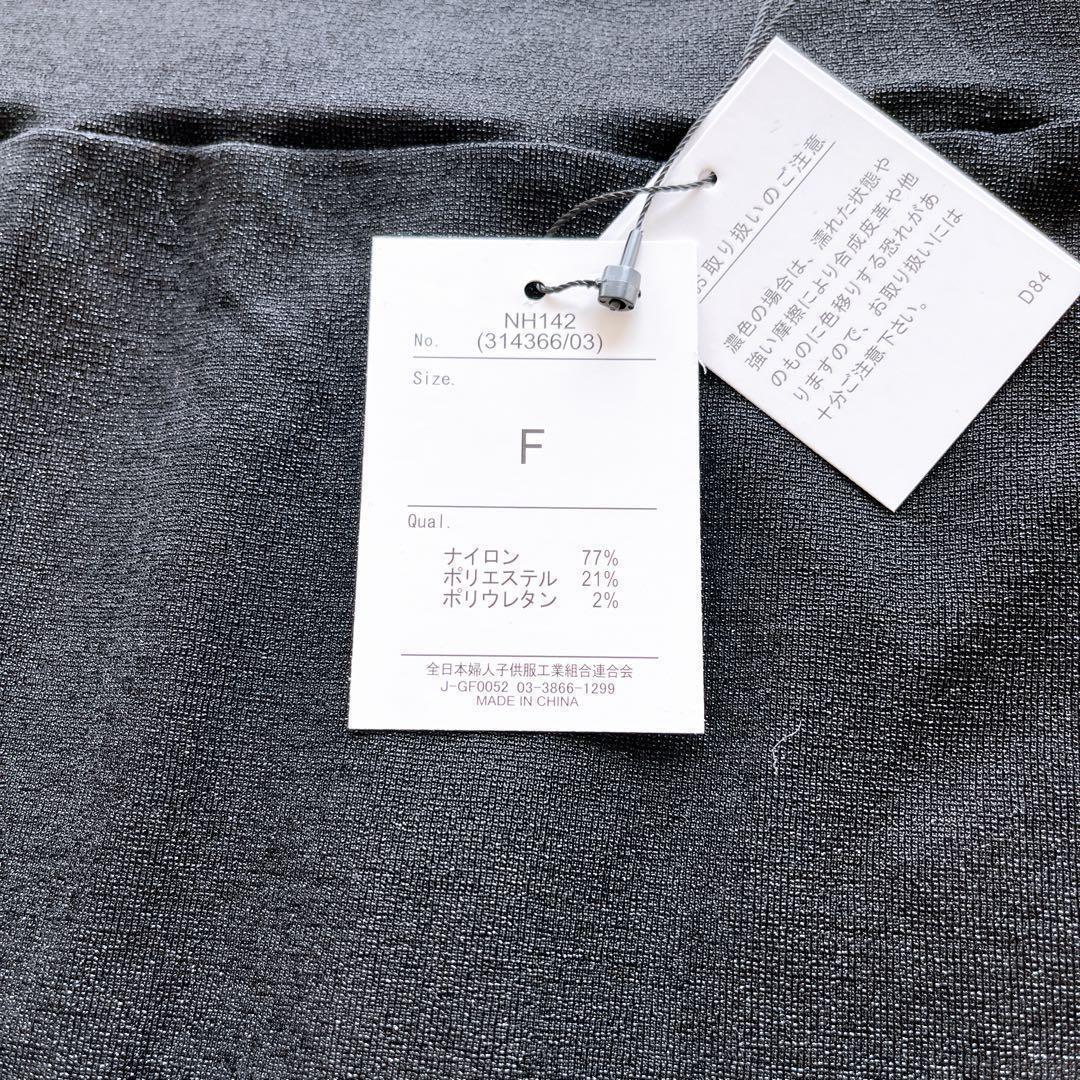 NH142
No. (314366/03)
Size.
F
Qual.
ナイロン 77%
ポリエステル 21%
ポリウレタン 2%
全日本婦人子供服工業組合連合会
J-GF0052 03-3866-1299
MADE IN CHINA
お取り扱いのご注意
濃色の場合は、濡れた状態や
強い摩擦により合成皮革や他
のものに色移りする恐れがあ
りますので、お取り扱いには
十分ご注意下さい。
D84